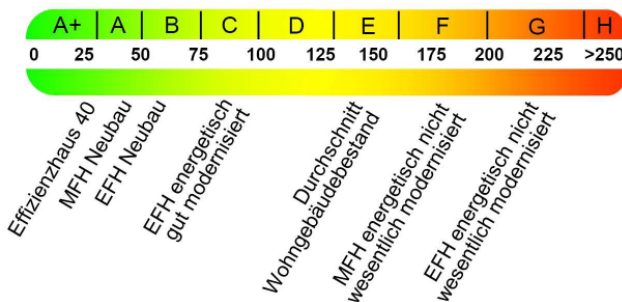 A+ A B C D E F G H
0 25 50 75 100 125 150 175 200 225 >250
Effizienzhaus 40
MFH Neubau
EFH Neubau
EFH energetisch
gut modernisiert
Durchschnitt
Wohngebäudebestand
MFH energetisch nicht
wesentlich modernisiert
EFH energetisch nicht
wesentlich modernisiert